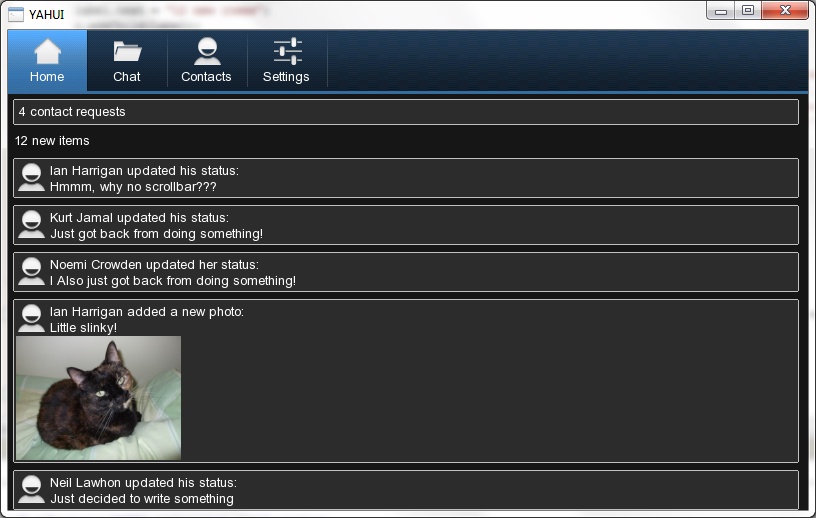 YAHUI
Home
Chat
Contacts
Settings
4 contact requests
12 new items
Ian Harrigan updated his status:
Hmmm, why no scrollbar???
Kurt Jamal updated his status:
Just got back from doing something!
Noemi Crowden updated her status:
I Also just got back from doing something!
Ian Harrigan added a new photo:
Little slinky!
Neil Lawhon updated his status:
Just decided to write something